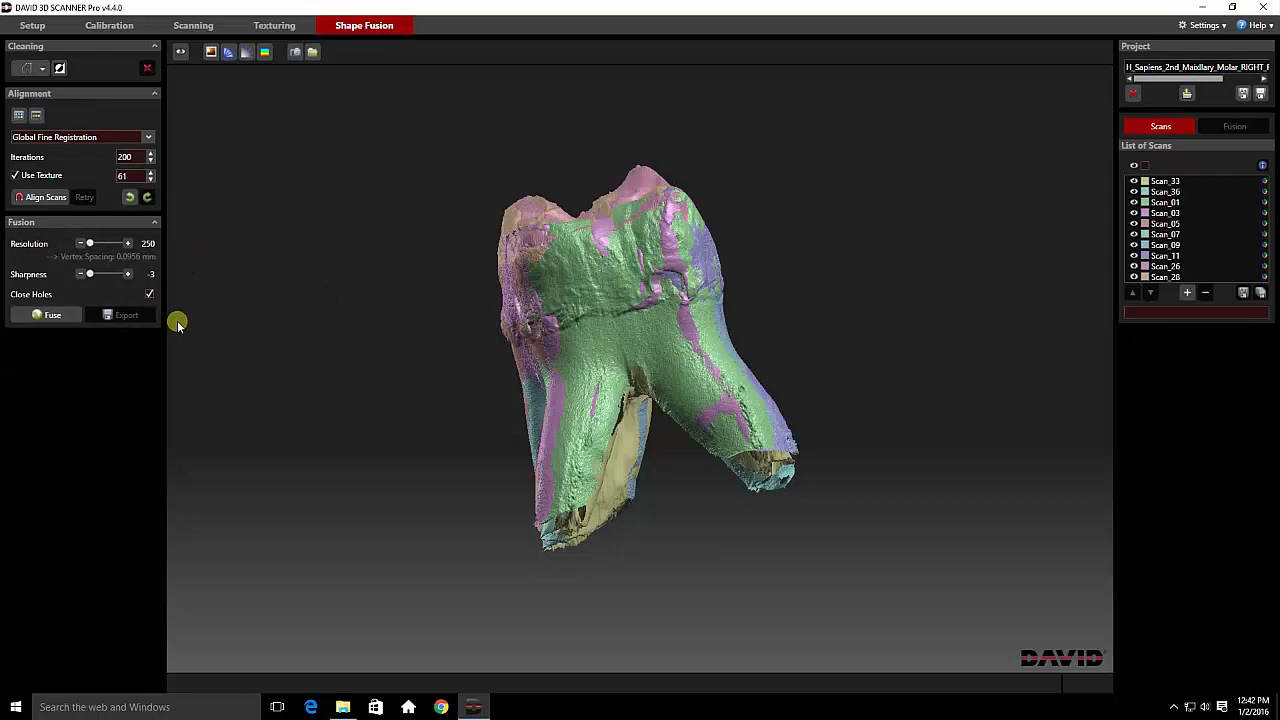 DAVID 3D SCANNER Pro v4.4.0
Setup
Calibration
Scanning
Texturing
Shape Fusion
Settings
Help
Cleaning
Alignment
Global Fine Registration
Iterations
200
Use Texture
61
Align Scans
Retry
Fusion
Resolution
250
--> Vertex Spacing: 0.0956 mm
Sharpness
-3
Close Holes
Fuse
Export
Project
H_Sapiens_2nd_Maixllary_Molar_RIGHT_
Scans
Fusion
List of Scans
Scan_33
Scan_36
Scan_01
Scan_03
Scan_05
Scan_07
Scan_09
Scan_11
Scan_26
Scan_28
DAVID
Search the web and Windows
12:42 PM
1/2/2016